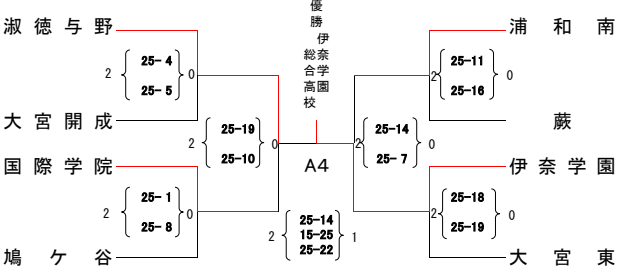 優勝 伊奈学園総合高校
淑徳与野
2 25-4 0
25-5
大宮開成
2 25-19 0
25-10
国際学院
2 25-1 0
25-8
鳩ケ谷
A4
2 25-14 1
15-25
25-22
浦和南
2 25-11 0
25-16
蕨
2 25-14 0
25-7
伊奈学園
2 25-18 0
25-19
大宮東